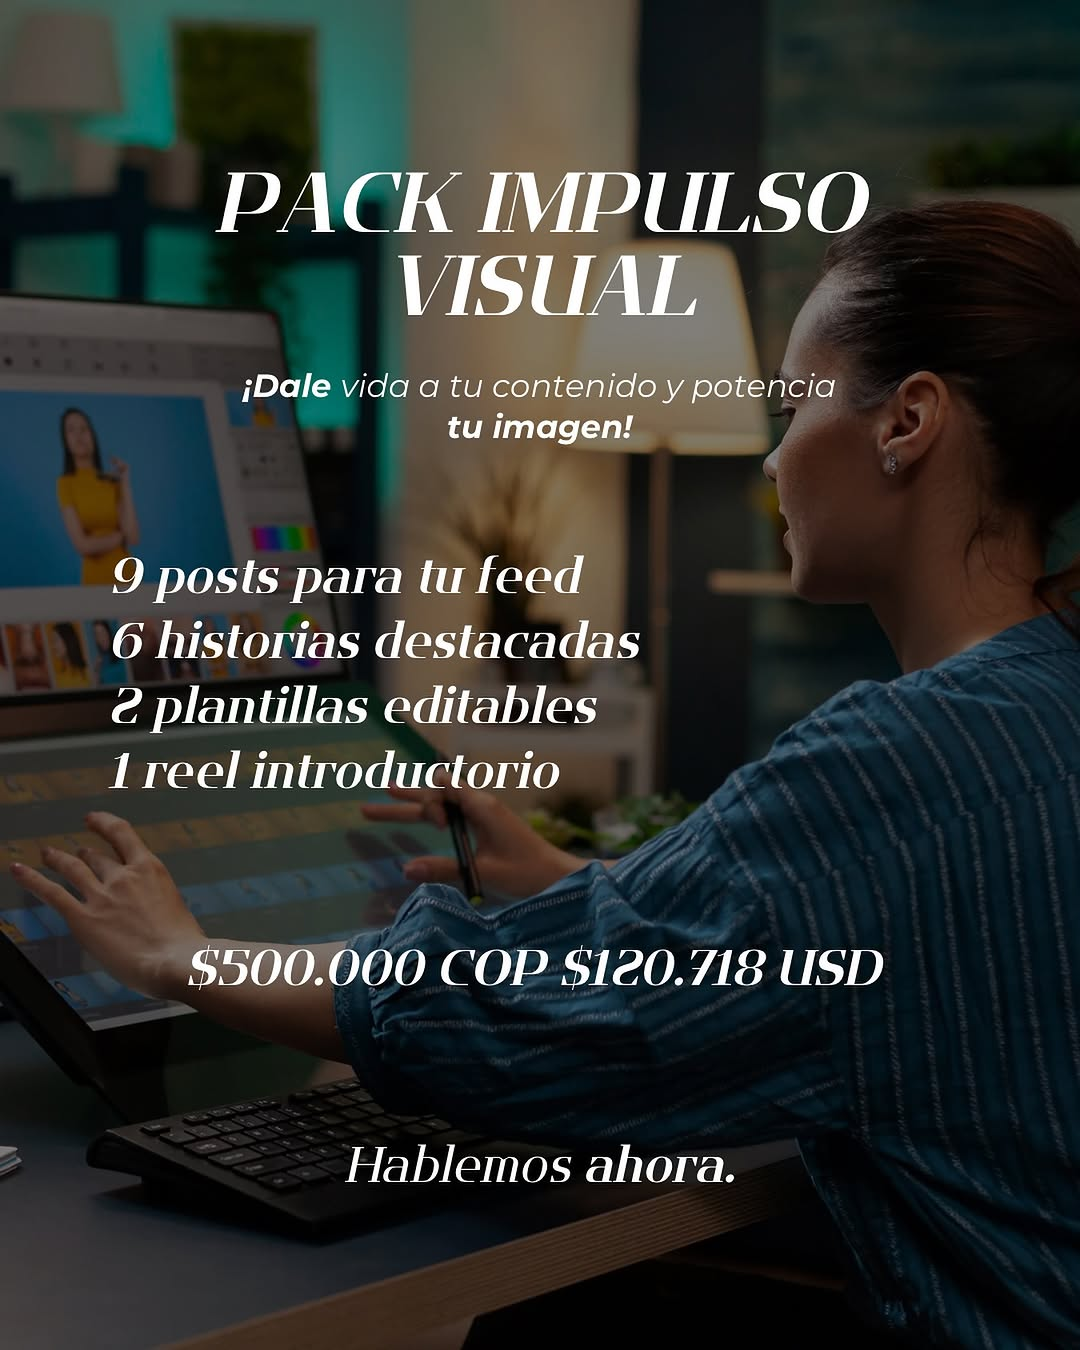 PACK IMPULSO
VISUAL
¡Dale vida a tu contenido y potencia
tu imagen!
9 posts para tu feed
6 historias destacadas
2 plantillas editables
1 reel introductorio
$500.000 COP $120.718 USD
Hablemos ahora.